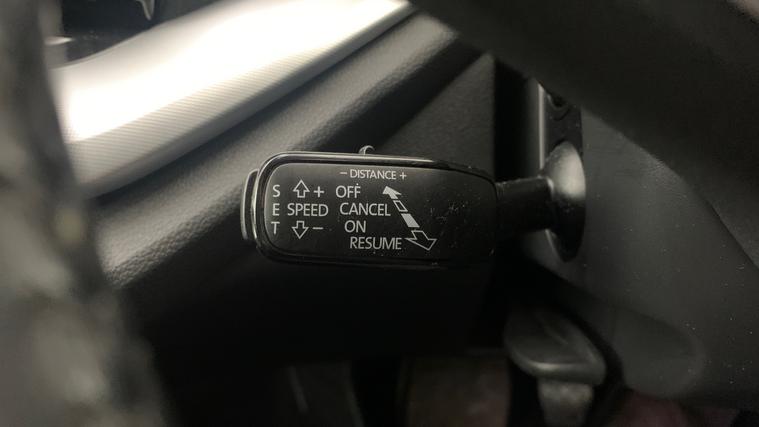 - DISTANCE +
S + OFF
E SPEED CANCEL
T - ON
RESUME